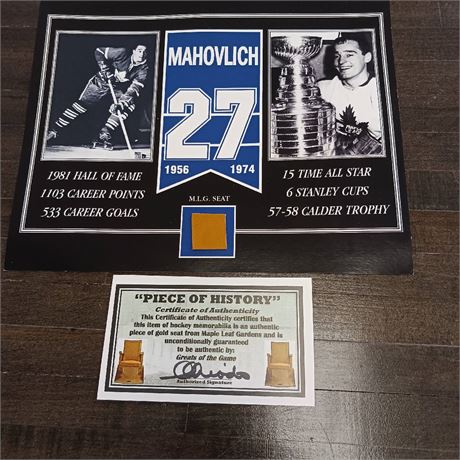 MAHOVLICH
27
1956 1974
1981 HALL OF FAME
1103 CAREER POINTS
533 CAREER GOALS
15 TIME ALL STAR
6 STANLEY CUPS
57-58 CALDER TROPHY
M.L.G. SEAT
"PIECE OF HISTORY"
Certificate of Authenticity
This Certificate of Authenticity certifies that
this item of hockey memorabilia is an authentic
piece of gold seat from Maple Leaf Gardens and is
unconditionally guaranteed
to be authentic by:
Greats of the Game
Authorized Signature